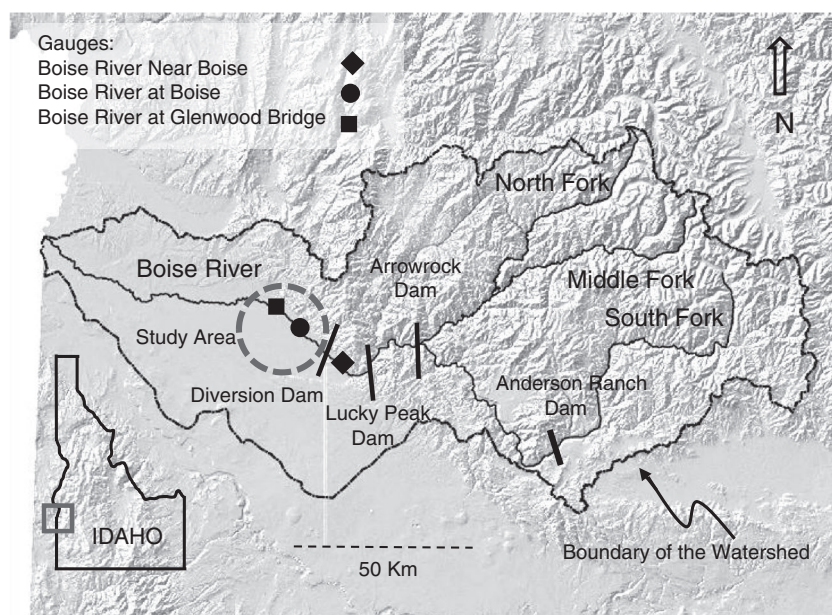 Gauges:
Boise River Near Boise
Boise River at Boise
Boise River at Glenwood Bridge
N
North Fork
Boise River
Arrowrock
Dam
Middle Fork
South Fork
Study Area
Diversion Dam
Lucky Peak
Dam
Anderson Ranch
Dam
IDAHO
50 Km
Boundary of the Watershed